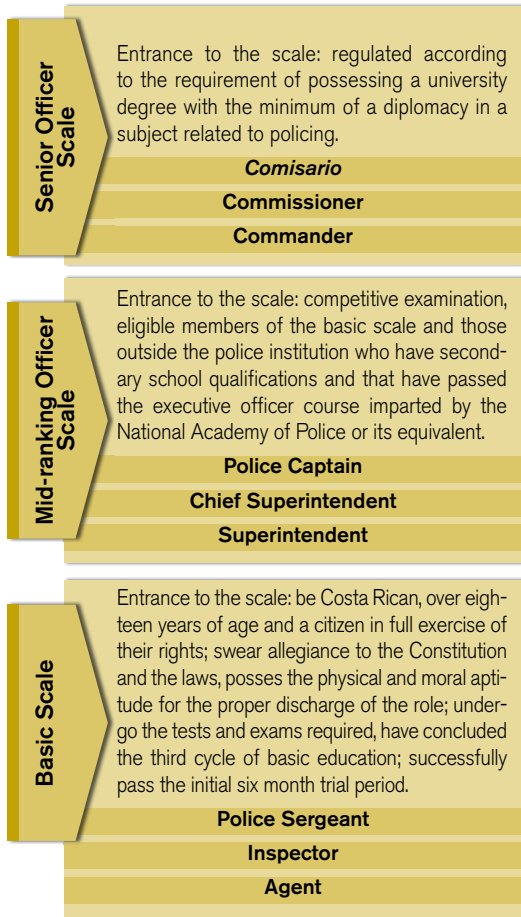 Senior Officer
Scale
Entrance to the scale: regulated according
to the requirement of possessing a university
degree with the minimum of a diplomacy in a
subject related to policing.
Comisario
Commissioner
Commander
Mid-ranking Officer
Scale
Entrance to the scale: competitive examination,
eligible members of the basic scale and those
outside the police institution who have second-
ary school qualifications and that have passed
the executive officer course imparted by the
National Academy of Police or its equivalent.
Police Captain
Chief Superintendent
Superintendent
Basic Scale
Entrance to the scale: be Costa Rican, over eigh-
teen years of age and a citizen in full exercise of
their rights; swear allegiance to the Constitution
and the laws, posses the physical and moral apti-
tude for the proper discharge of the role; under-
go the tests and exams required, have concluded
the third cycle of basic education; successfully
pass the initial six month trial period.
Police Sergeant
Inspector
Agent